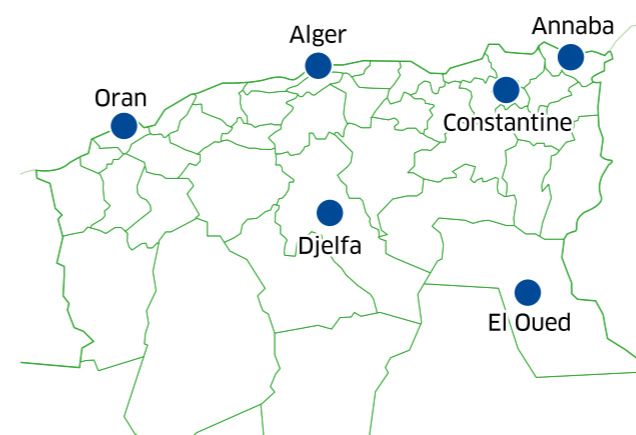 Annaba
Alger
Oran
Constantine
Djelfa
El Oued